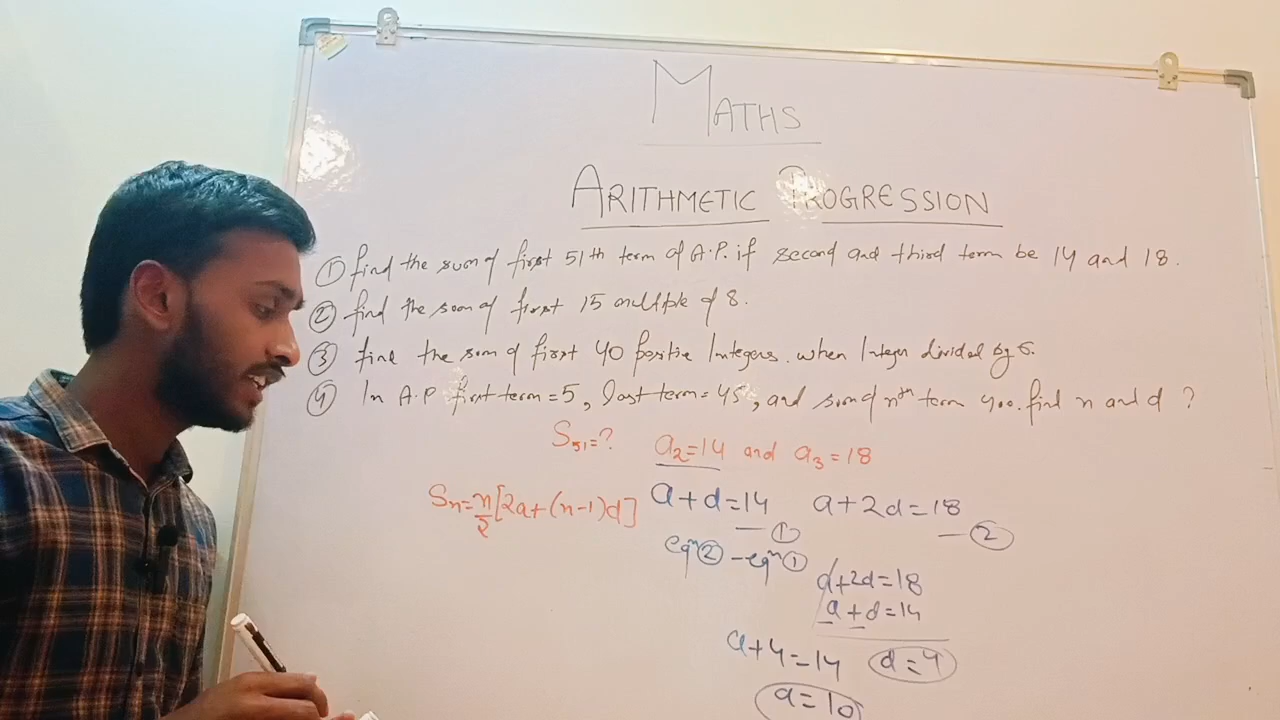 MATHS
ARITHMETIC PROGRESSION
① find the sum of first 51th term of A.P. if second and third term be 14 and 18.
② find the sum of first 15 multiple of 8.
③ find the sum of first 40 positive Integers. when Integer divided by 6.
④ In A.P first term = 5, last term = 45, and sum of nth term 400. find n and d ?
S51=? a2=14 and a3=18
Sn=n/2[2a+(n-1)d] a+d=14 a+2d=18
—① —②
eqn② -eqn①
a+2d=18
a+d=14
a+4=14 d=4
a=10